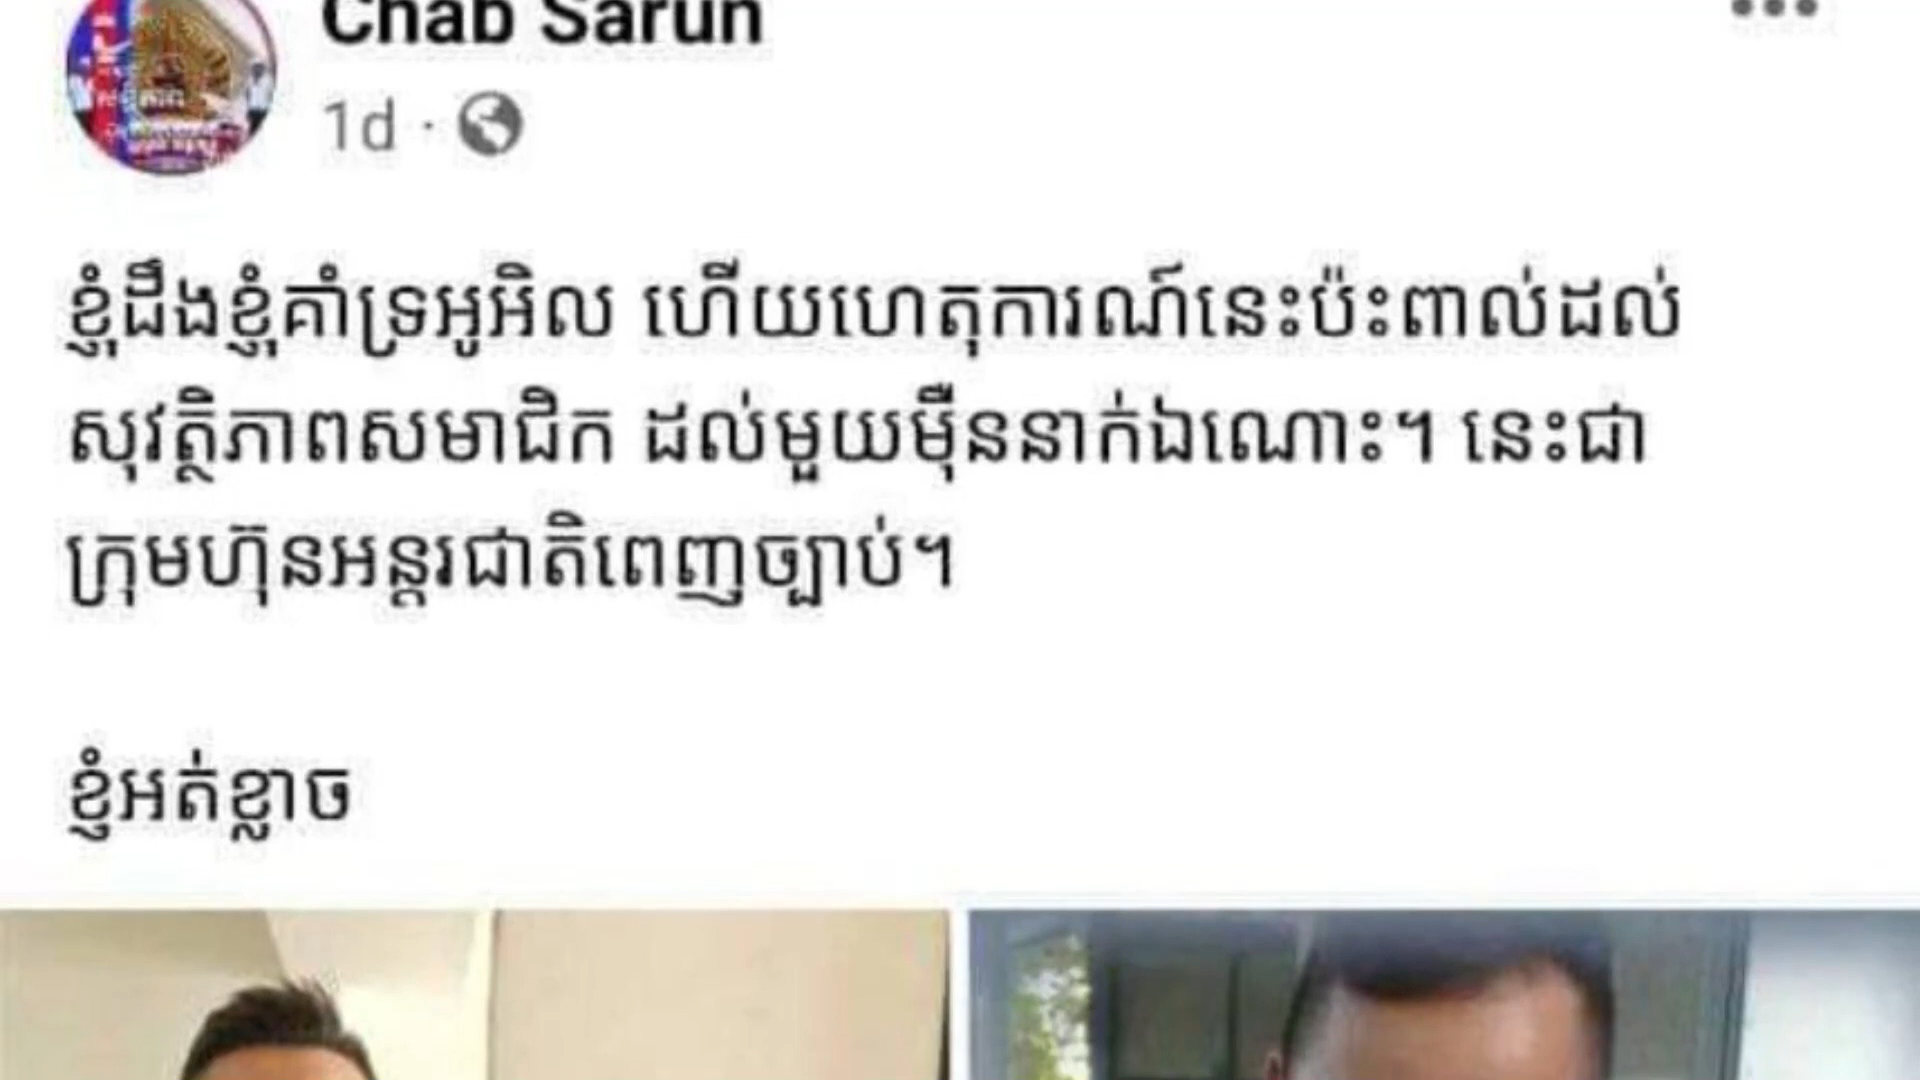 Chab Sarun
1d ·
ខ្ញុំដឹងខ្ញុំគាំទ្រអូអិល ហើយហេតុការណ៍នេះប៉ះពាល់ដល់
សុវត្ថិភាពសមាជិក ដល់មួយម៉ឺននាក់ឯណោះ។ នេះជា
ក្រុមហ៊ុនអន្តរជាតិពេញច្បាប់។
ខ្ញំអត់ខ្លាច